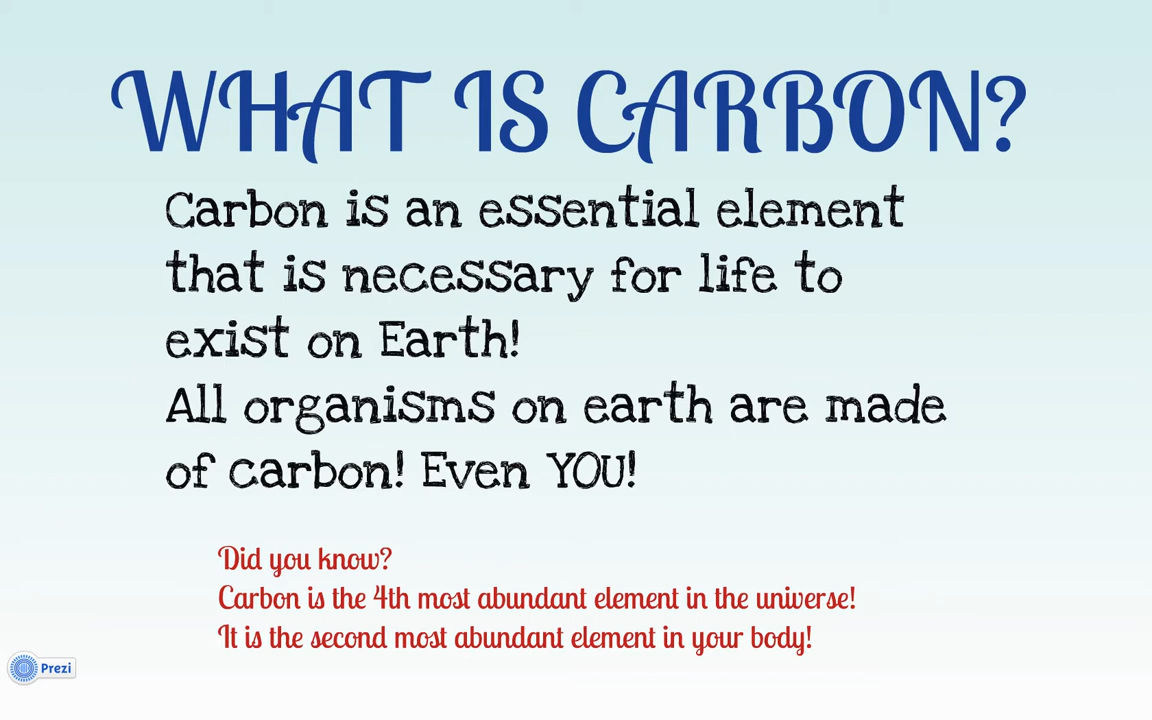 WHAT IS CARBON?
Carbon is an essential element
that is necessary for life to
exist on Earth!
All organisms on earth are made
of carbon! Even YOU!
Did you know?
Carbon is the 4th most abundant element in the universe!
It is the second most abundant element in your body!
Prezi